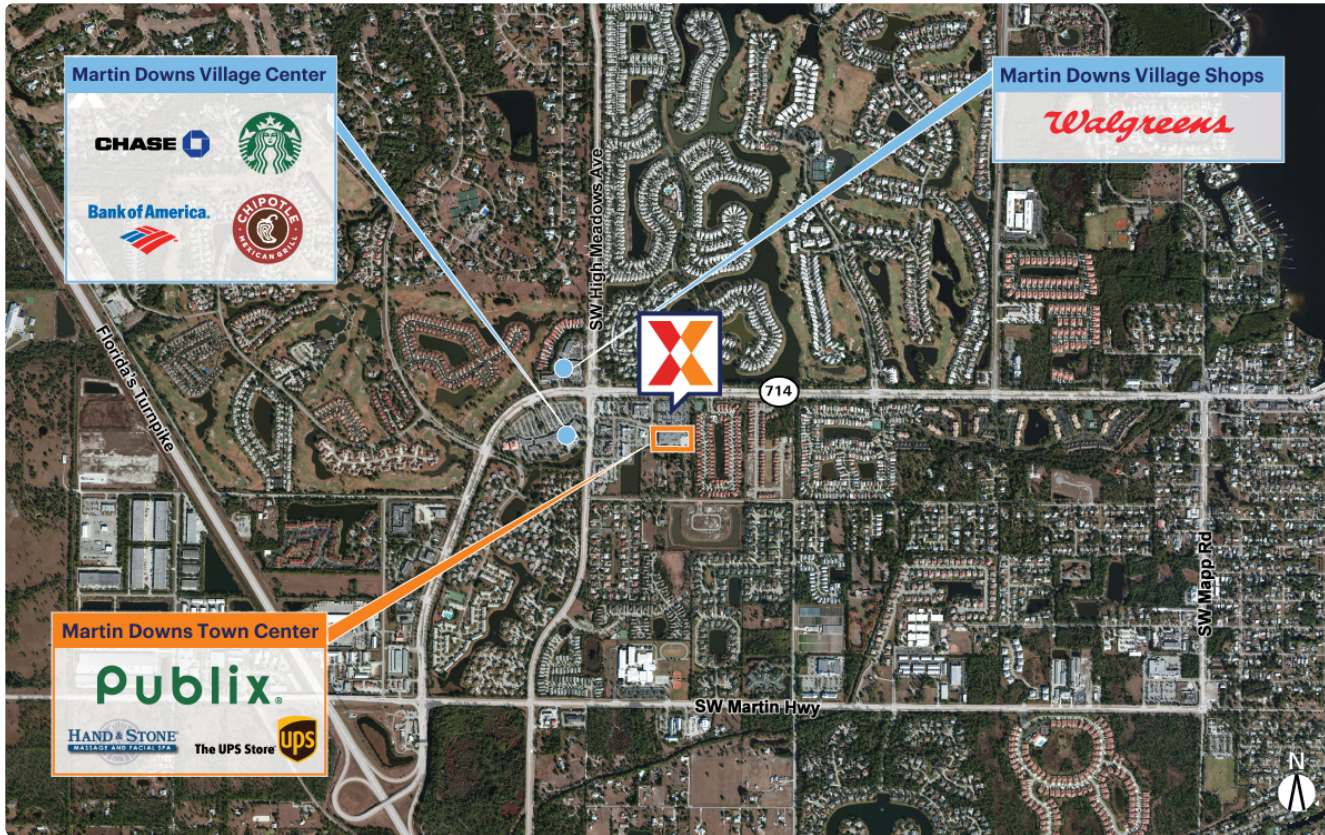 Martin Downs Village Center
CHASE
Bank of America.
CHIPOTLE
MEXICAN GRILL
Martin Downs Village Shops
Walgreens
SW High Meadows Ave
Florida's Turnpike
714
SW Mapp Rd
Martin Downs Town Center
Publix®
HAND & STONE®
MASSAGE AND FACIAL SPA
The UPS Store
ups
SW Martin Hwy
N